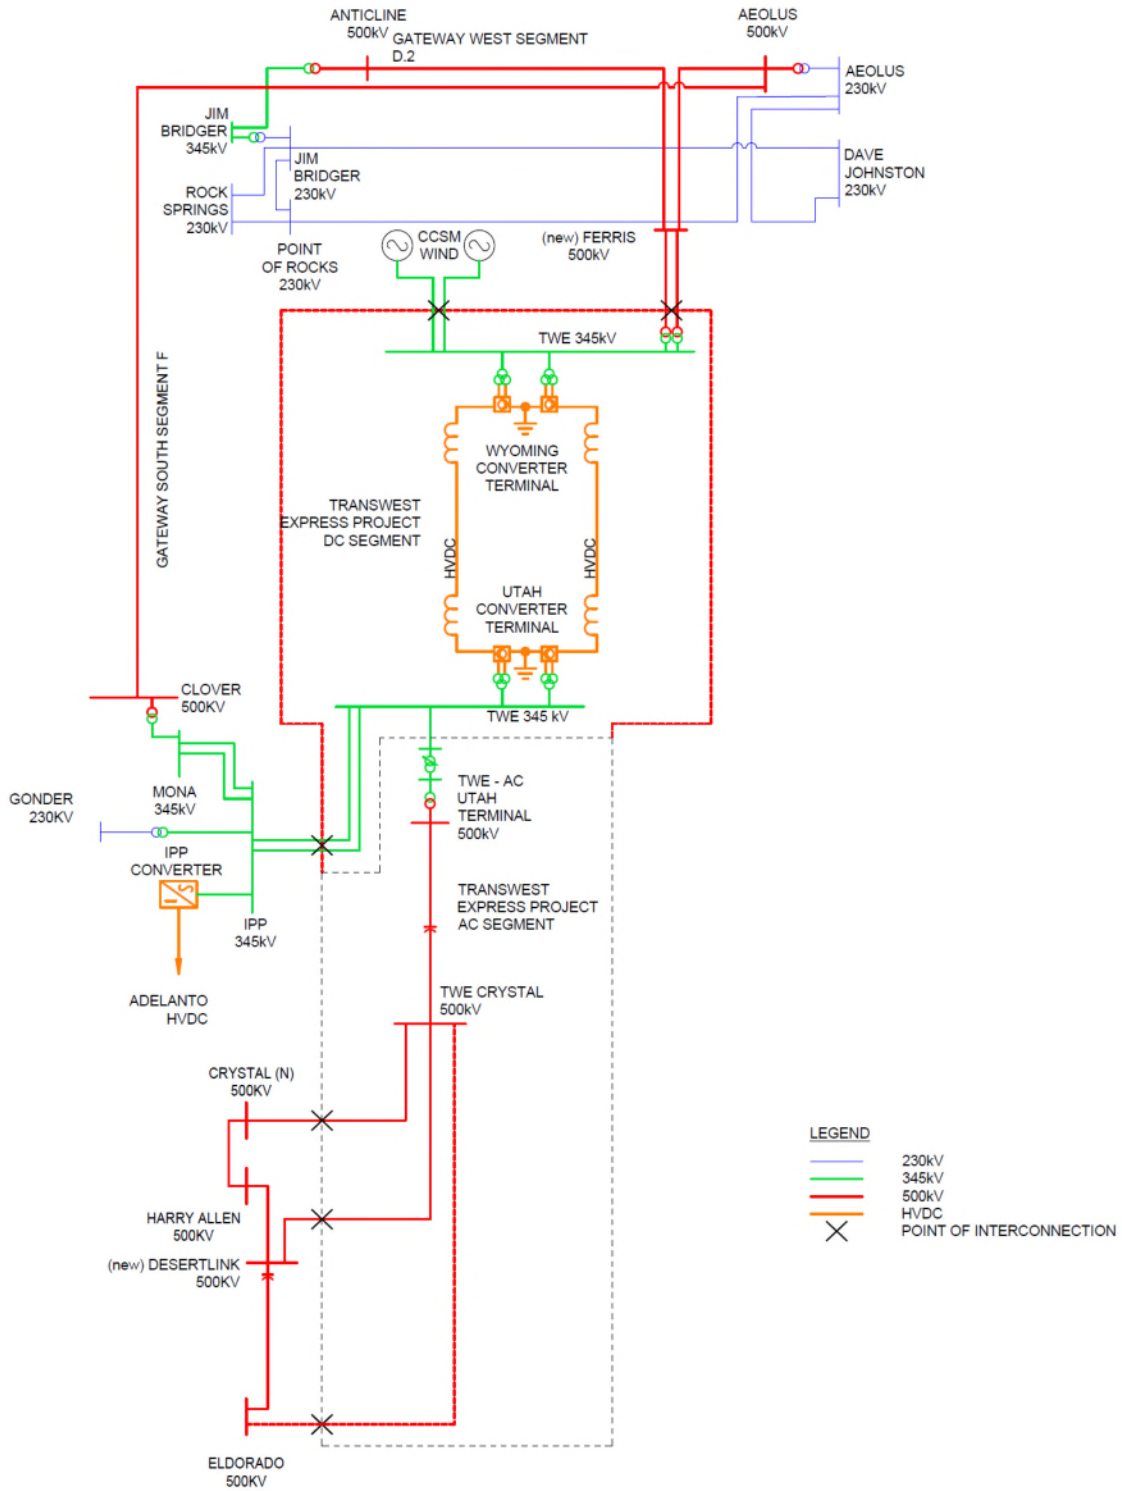 ANTICLINE
500kV
GATEWAY WEST SEGMENT
D.2
AEOLUS
500kV
AEOLUS
230kV
JIM
BRIDGER
345kV
JIM
BRIDGER
230kV
DAVE
JOHNSTON
230kV
ROCK
SPRINGS
230kV
POINT
OF ROCKS
230kV
CCSM
WIND
(new) FERRIS
500kV
TWE 345kV
GATEWAY SOUTH SEGMENT F
WYOMING
CONVERTER
TERMINAL
TRANSWEST
EXPRESS PROJECT
DC SEGMENT
HVDC
HVDC
UTAH
CONVERTER
TERMINAL
CLOVER
500KV
TWE 345 kV
MONA
345kV
GONDER
230KV
TWE - AC
UTAH
TERMINAL
500kV
IPP
CONVERTER
IPP
345kV
TRANSWEST
EXPRESS PROJECT
AC SEGMENT
ADELANTO
HVDC
TWE CRYSTAL
500kV
CRYSTAL (N)
500KV
HARRY ALLEN
500KV
(new) DESERTLINK
500KV
ELDORADO
500KV
LEGEND
230kV
345kV
500kV
HVDC
POINT OF INTERCONNECTION